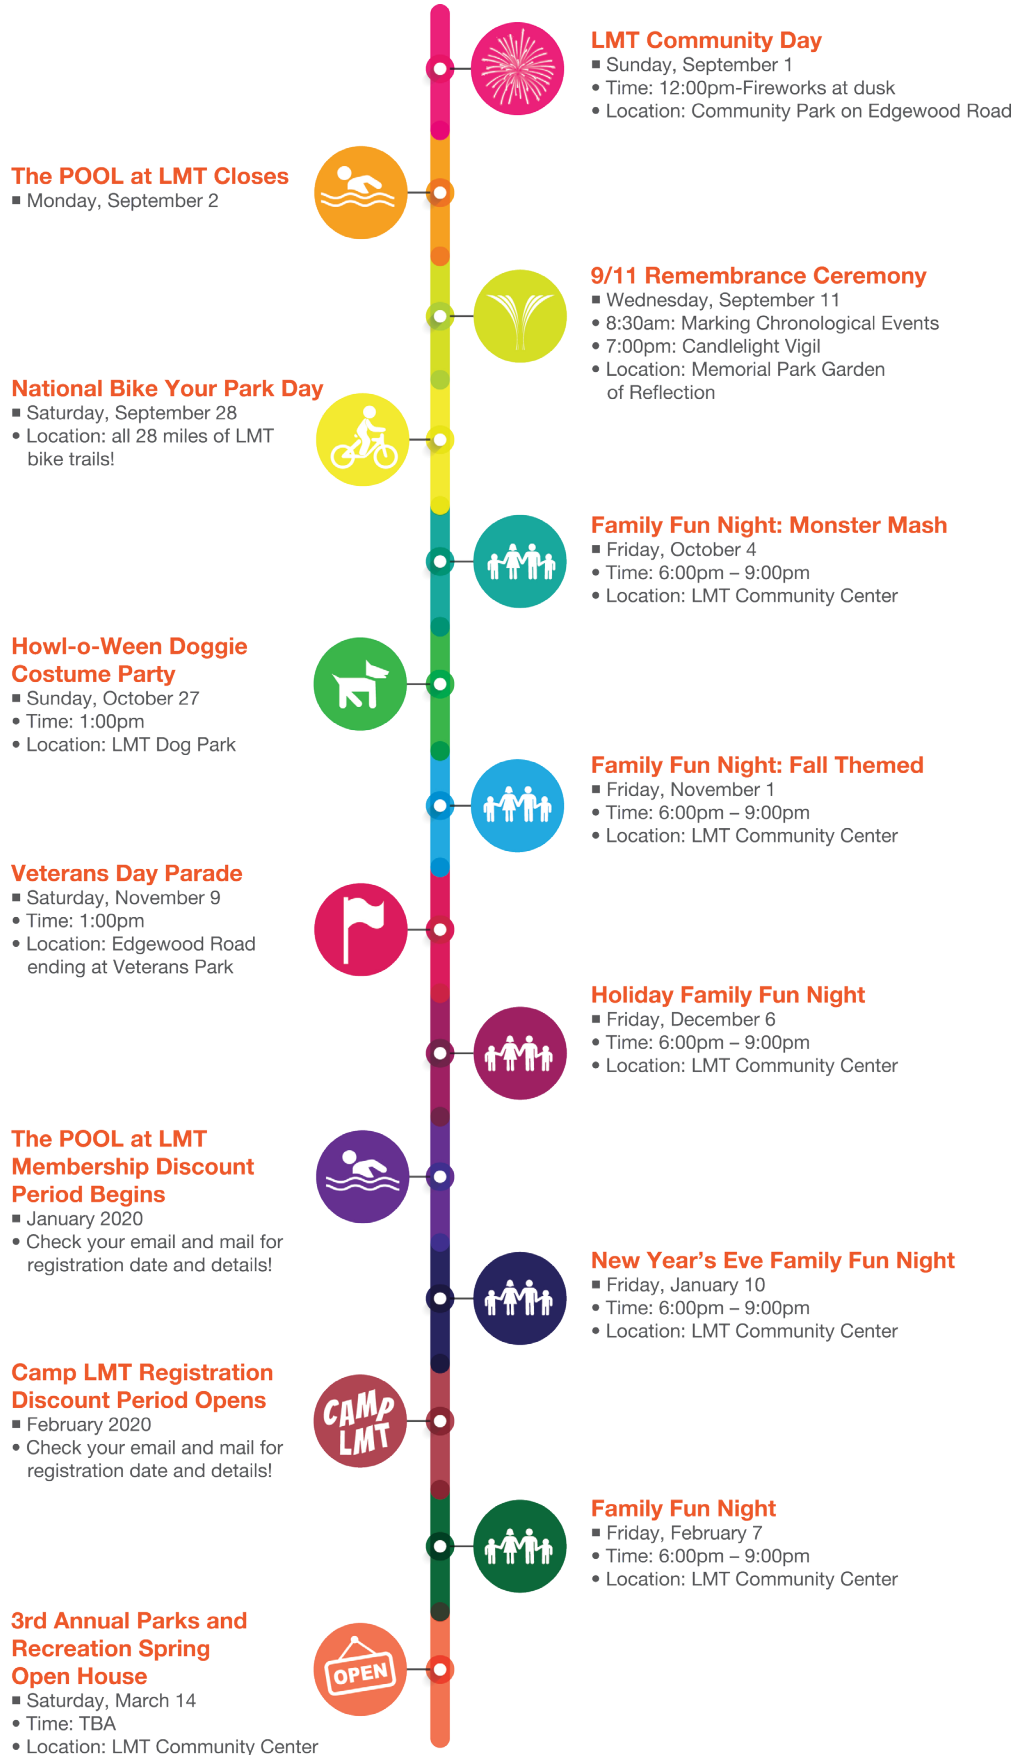 LMT Community Day
■ Sunday, September 1
• Time: 12:00pm-Fireworks at dusk
• Location: Community Park on Edgewood Road
The POOL at LMT Closes
■ Monday, September 2
9/11 Remembrance Ceremony
■ Wednesday, September 11
• 8:30am: Marking Chronological Events
• 7:00pm: Candlelight Vigil
• Location: Memorial Park Garden
of Reflection
National Bike Your Park Day
■ Saturday, September 28
• Location: all 28 miles of LMT
bike trails!
Family Fun Night: Monster Mash
■ Friday, October 4
• Time: 6:00pm – 9:00pm
• Location: LMT Community Center
Howl-o-Ween Doggie
Costume Party
■ Sunday, October 27
• Time: 1:00pm
• Location: LMT Dog Park
Family Fun Night: Fall Themed
■ Friday, November 1
• Time: 6:00pm – 9:00pm
• Location: LMT Community Center
Veterans Day Parade
■ Saturday, November 9
• Time: 1:00pm
• Location: Edgewood Road
ending at Veterans Park
Holiday Family Fun Night
■ Friday, December 6
• Time: 6:00pm – 9:00pm
• Location: LMT Community Center
The POOL at LMT
Membership Discount
Period Begins
■ January 2020
• Check your email and mail for
registration date and details!
New Year's Eve Family Fun Night
■ Friday, January 10
• Time: 6:00pm – 9:00pm
• Location: LMT Community Center
Camp LMT Registration
Discount Period Opens
■ February 2020
• Check your email and mail for
registration date and details!
CAMP
LMT
Family Fun Night
■ Friday, February 7
• Time: 6:00pm – 9:00pm
• Location: LMT Community Center
3rd Annual Parks and
Recreation Spring
Open House
■ Saturday, March 14
• Time: TBA
• Location: LMT Community Center
OPEN